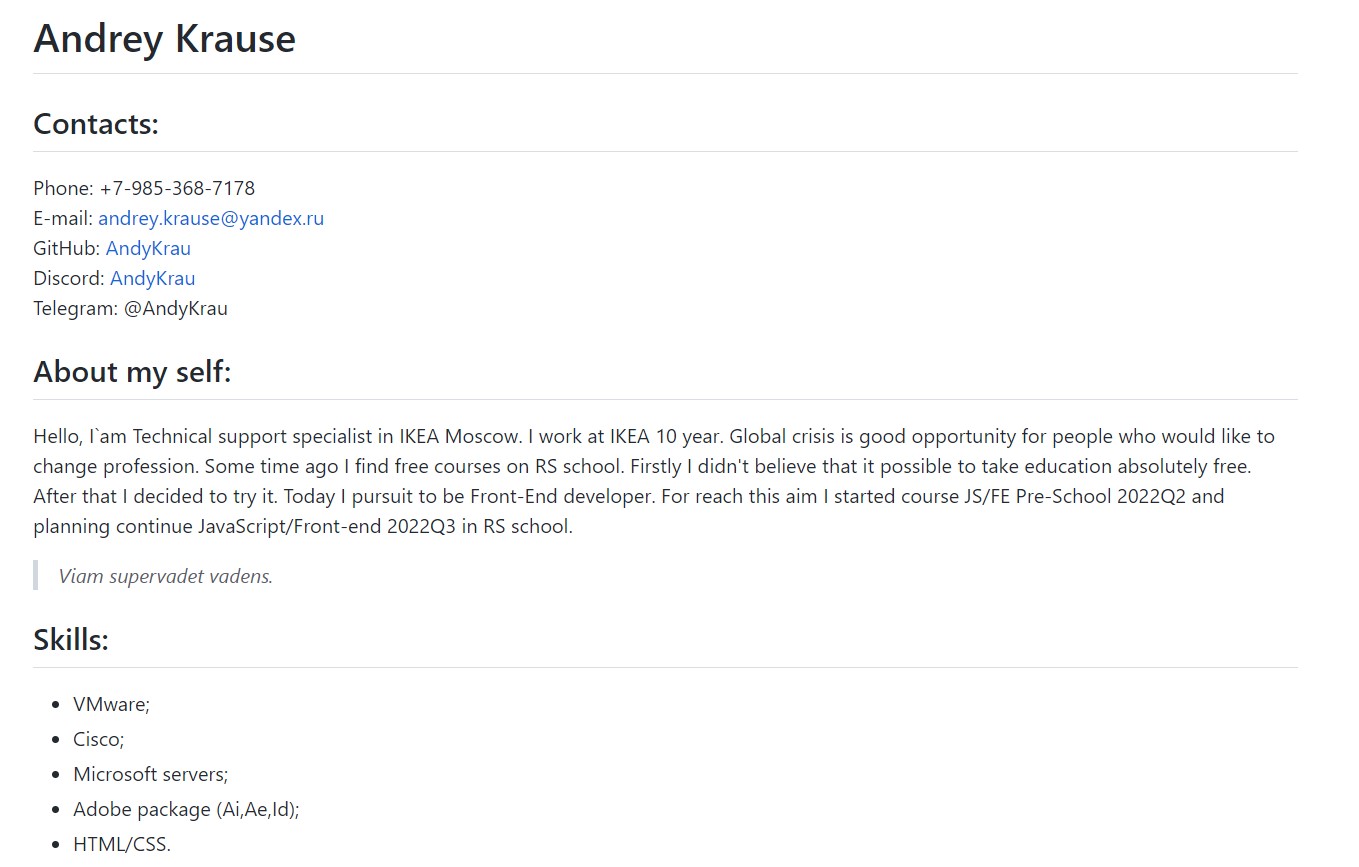 Andrey Krause
Contacts:
Phone: +7-985-368-7178
E-mail: andrey.krause@yandex.ru
GitHub: AndyKrau
Discord: AndyKrau
Telegram: @AndyKrau
About my self:
Hello, I`am Technical support specialist in IKEA Moscow. I work at IKEA 10 year. Global crisis is good opportunity for people who would like to
change profession. Some time ago I find free courses on RS school. Firstly I didn't believe that it possible to take education absolutely free.
After that I decided to try it. Today I pursuit to be Front-End developer. For reach this aim I started course JS/FE Pre-School 2022Q2 and
planning continue JavaScript/Front-end 2022Q3 in RS school.
Viam supervadet vadens.
Skills:
• VMware;
• Cisco;
• Microsoft servers;
• Adobe package (Ai,Ae,Id);
• HTML/CSS.